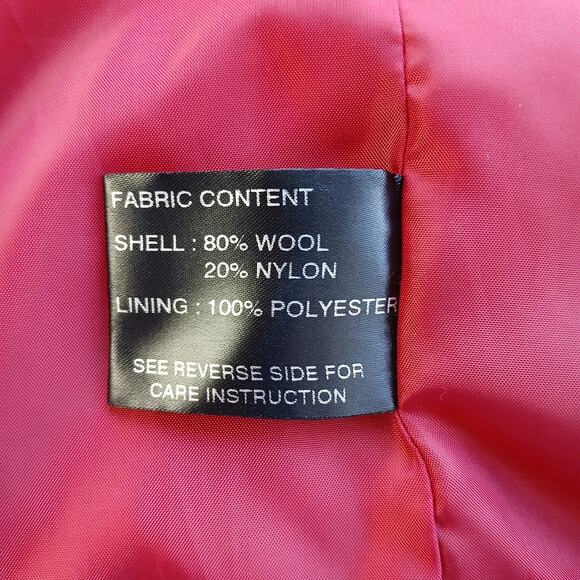 FABRIC CONTENT
SHELL : 80% WOOL
20% NYLON
LINING : 100% POLYESTER
SEE REVERSE SIDE FOR
CARE INSTRUCTION